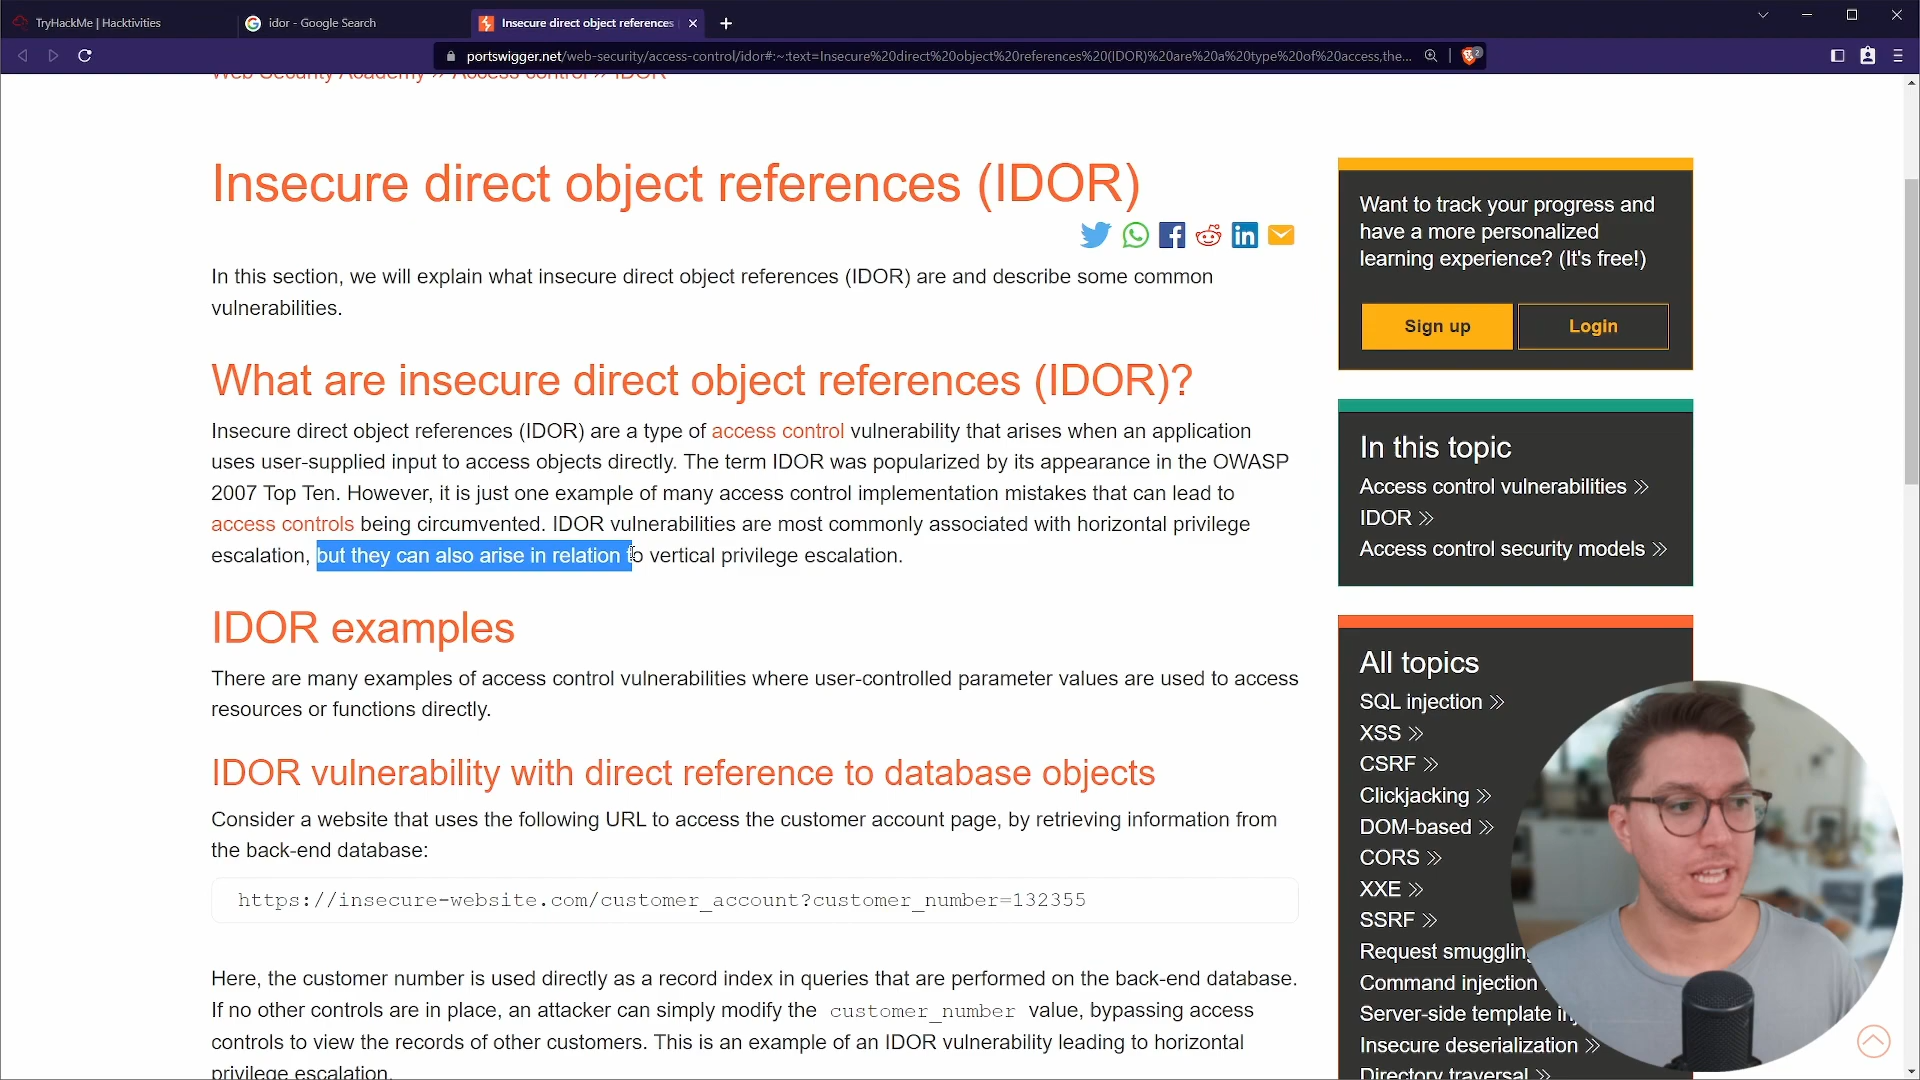 TryHackMe | Hacktivities
idor - Google Search
Insecure direct object references
portswigger.net/web-security/access-control/idor#:~:text=Insecure%20direct%20object%20references%20(IDOR)%20are%20a%20type%20of%20access,the...
2
Web Security Academy >> Access control >> IDOR
Insecure direct object references (IDOR)
In this section, we will explain what insecure direct object references (IDOR) are and describe some common
vulnerabilities.
What are insecure direct object references (IDOR)?
Insecure direct object references (IDOR) are a type of access control vulnerability that arises when an application
uses user-supplied input to access objects directly. The term IDOR was popularized by its appearance in the OWASP
2007 Top Ten. However, it is just one example of many access control implementation mistakes that can lead to
access controls being circumvented. IDOR vulnerabilities are most commonly associated with horizontal privilege
escalation, but they can also arise in relation to vertical privilege escalation.
IDOR examples
There are many examples of access control vulnerabilities where user-controlled parameter values are used to access
resources or functions directly.
IDOR vulnerability with direct reference to database objects
Consider a website that uses the following URL to access the customer account page, by retrieving information from
the back-end database:
https://insecure-website.com/customer_account?customer_number=132355
Here, the customer number is used directly as a record index in queries that are performed on the back-end database.
If no other controls are in place, an attacker can simply modify the customer_number value, bypassing access
controls to view the records of other customers. This is an example of an IDOR vulnerability leading to horizontal
privilege escalation.
Want to track your progress and
have a more personalized
learning experience? (It's free!)
Sign up
Login
In this topic
Access control vulnerabilities >>
IDOR >>
Access control security models >>
All topics
SQL injection >>
XSS >>
CSRF >>
Clickjacking >>
DOM-based >>
CORS >>
XXE >>
SSRF >>
Request smuggling
Command injection
Server-side template
Insecure deserialization >>
Directory traversal >>